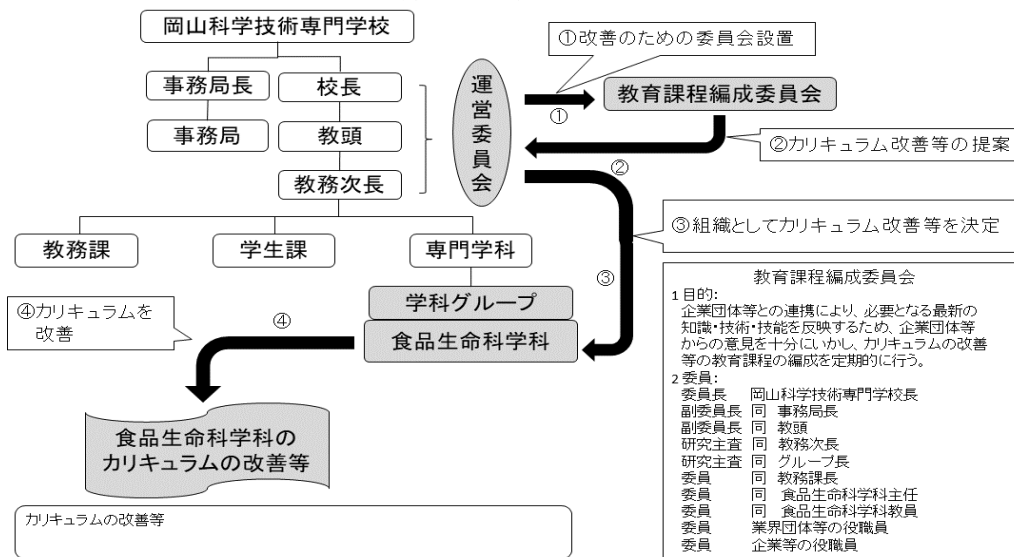 岡山科学技術専門学校
①改善のための委員会設置
事務局長
校長
運営委員会
①
教育課程編成委員会
事務局
教頭
②カリキュラム改善等の提案
②
教務次長
③組織としてカリキュラム改善等を決定
教務課
学生課
専門学科
③
学科グループ
食品生命科学科
④カリキュラムを
改善
④
食品生命科学科の
カリキュラムの改善等
カリキュラムの改善等
教育課程編成委員会
1 目的:
企業団体等との連携により、必要となる最新の
知識・技術・技能を反映するため、企業団体等
からの意見を十分にいかし、カリキュラムの改善
等の教育課程の編成を定期的に行う。
2 委員:
委員長 岡山科学技術専門学校長
副委員長 同 事務局長
副委員長 同 教頭
研究主査 同 教務次長
研究主査 同 グループ長
委員 同 教務課長
委員 同 食品生命科学科主任
委員 同 食品生命科学科教員
委員 業界団体等の役職員
委員 企業等の役職員